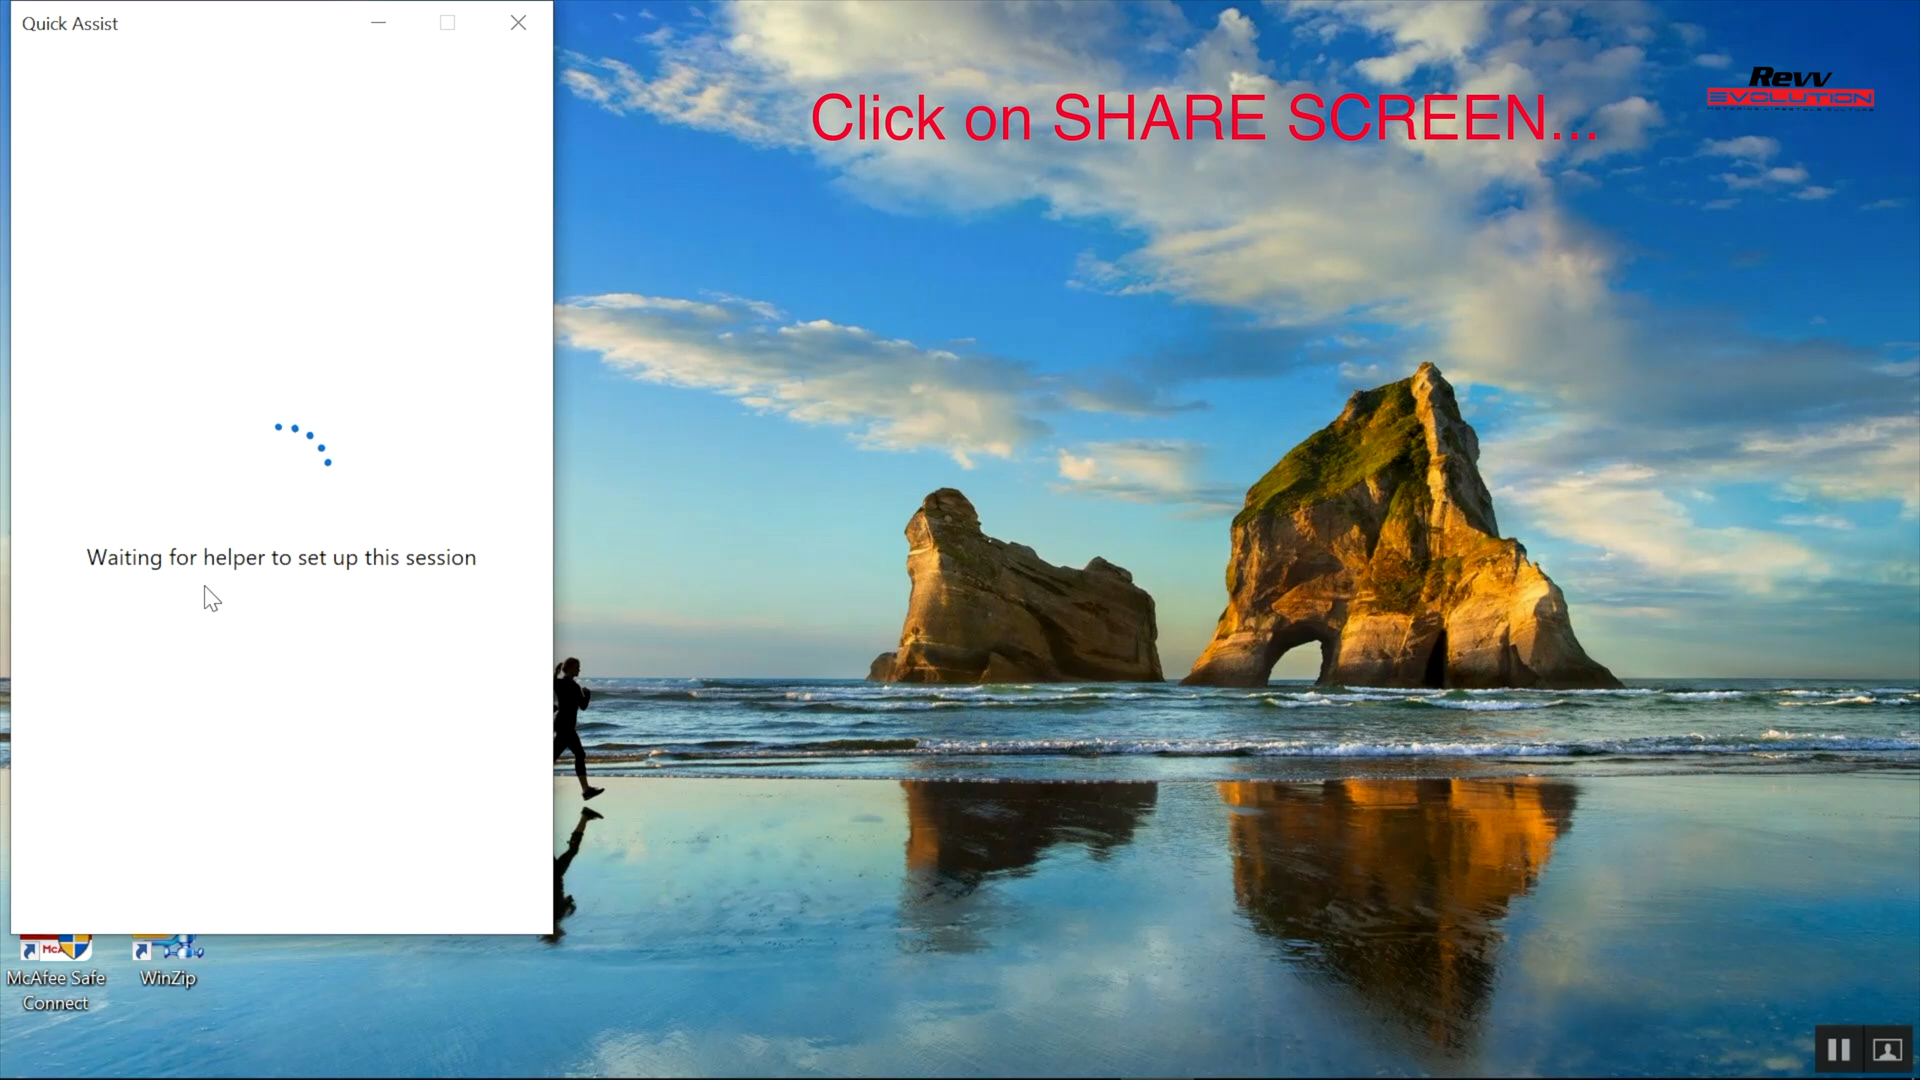 Quick Assist
Click on SHARE SCREEN...
Revv
EVOLUTION
Waiting for helper to set up this session
McAfee Safe
Connect
WinZip